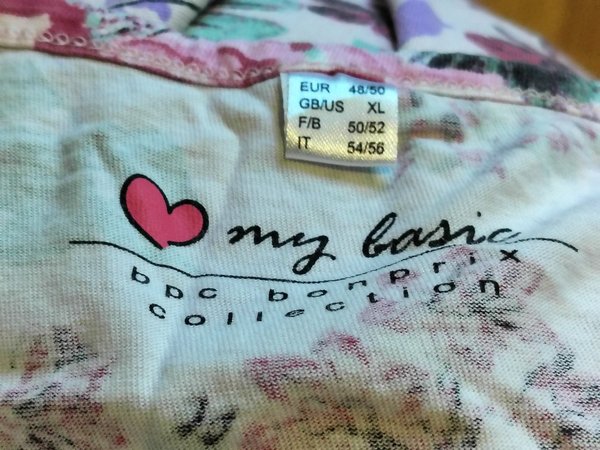 EUR 48/50
GB/US XL
F/B 50/52
IT 54/56
my basic
bpc bonprix
collection